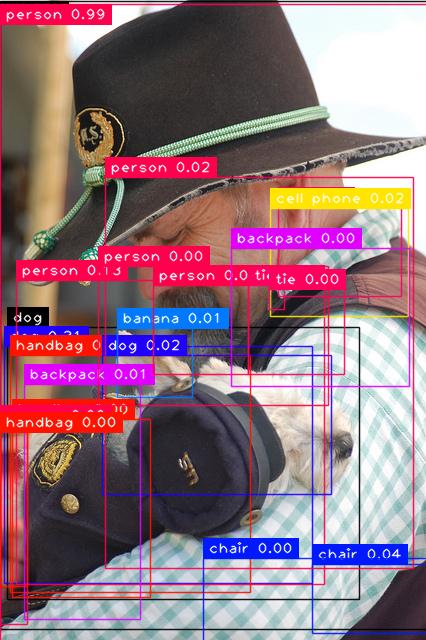 person 0.99
U.S.
person 0.02
cell phone 0.02
backpack 0.00
person 0.00
person 0.13
person 0.0
tie 0.00
dog
banana 0.01
handbag 0
dog 0.02
backpack 0.01
handbag 0.00
chair 0.00
chair 0.04